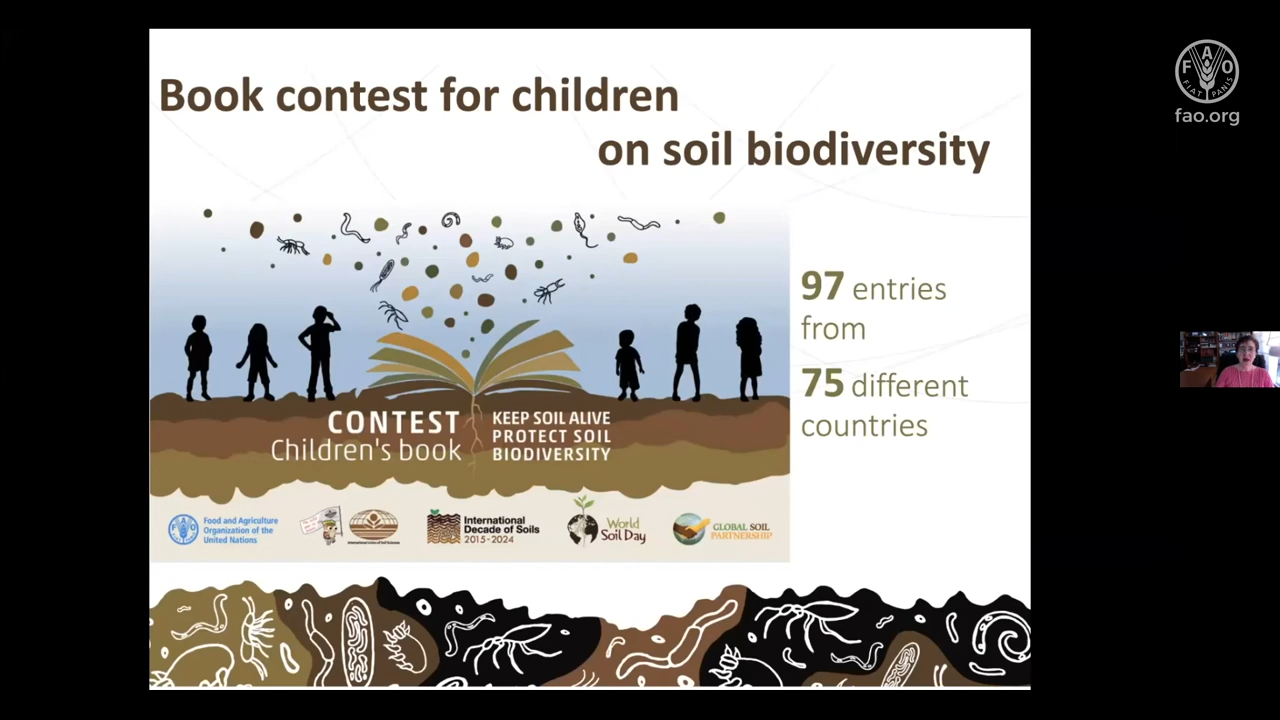 Book contest for children
on soil biodiversity
97 entries
from
75 different
countries
CONTEST
Children's book
KEEP SOIL ALIVE
PROTECT SOIL
BIODIVERSITY
Food and Agriculture
Organization of the
United Nations
International
Decade of Soils
2015-2024
World
Soil Day
GLOBAL SOIL
PARTNERSHIP
F A O
FIAT PANIS
fao.org